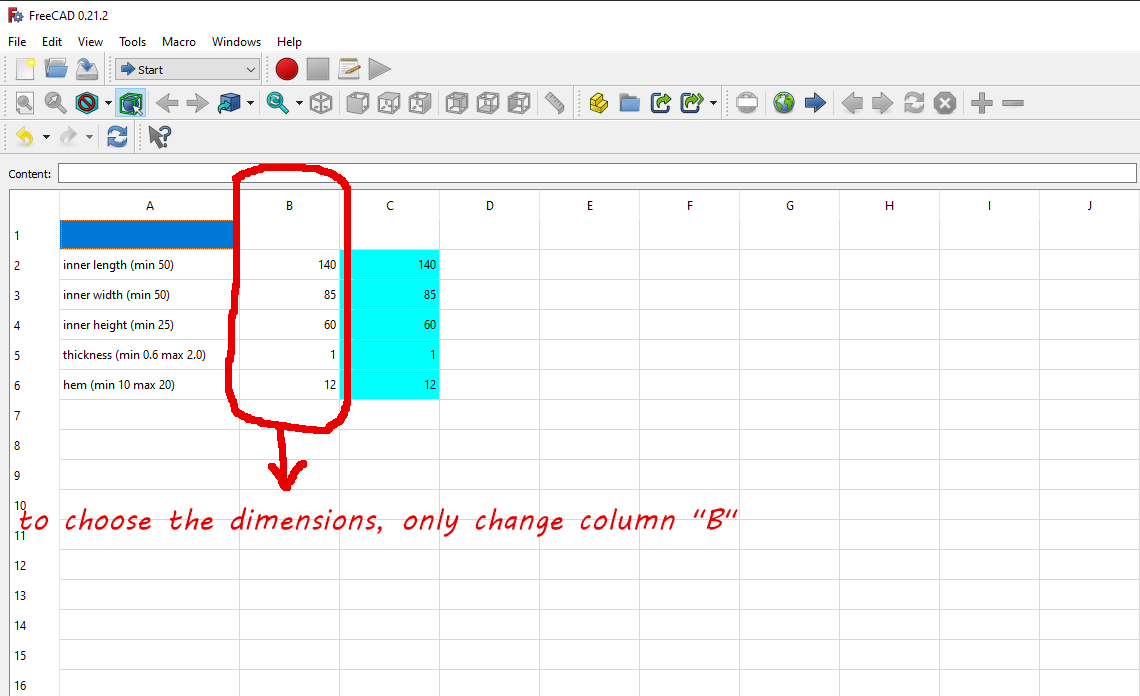 FreeCAD 0.21.2
File Edit View Tools Macro Windows Help
Start
Content:
A B C D E F G H I J
1
2 inner length (min 50) 140 140
3 inner width (min 50) 85 85
4 inner height (min 25) 60 60
5 thickness (min 0.6 max 2.0) 1 1
6 hem (min 10 max 20) 12 12
7
8
9
10
to choose the dimensions, only change column "B"
11
12
13
14
15
16